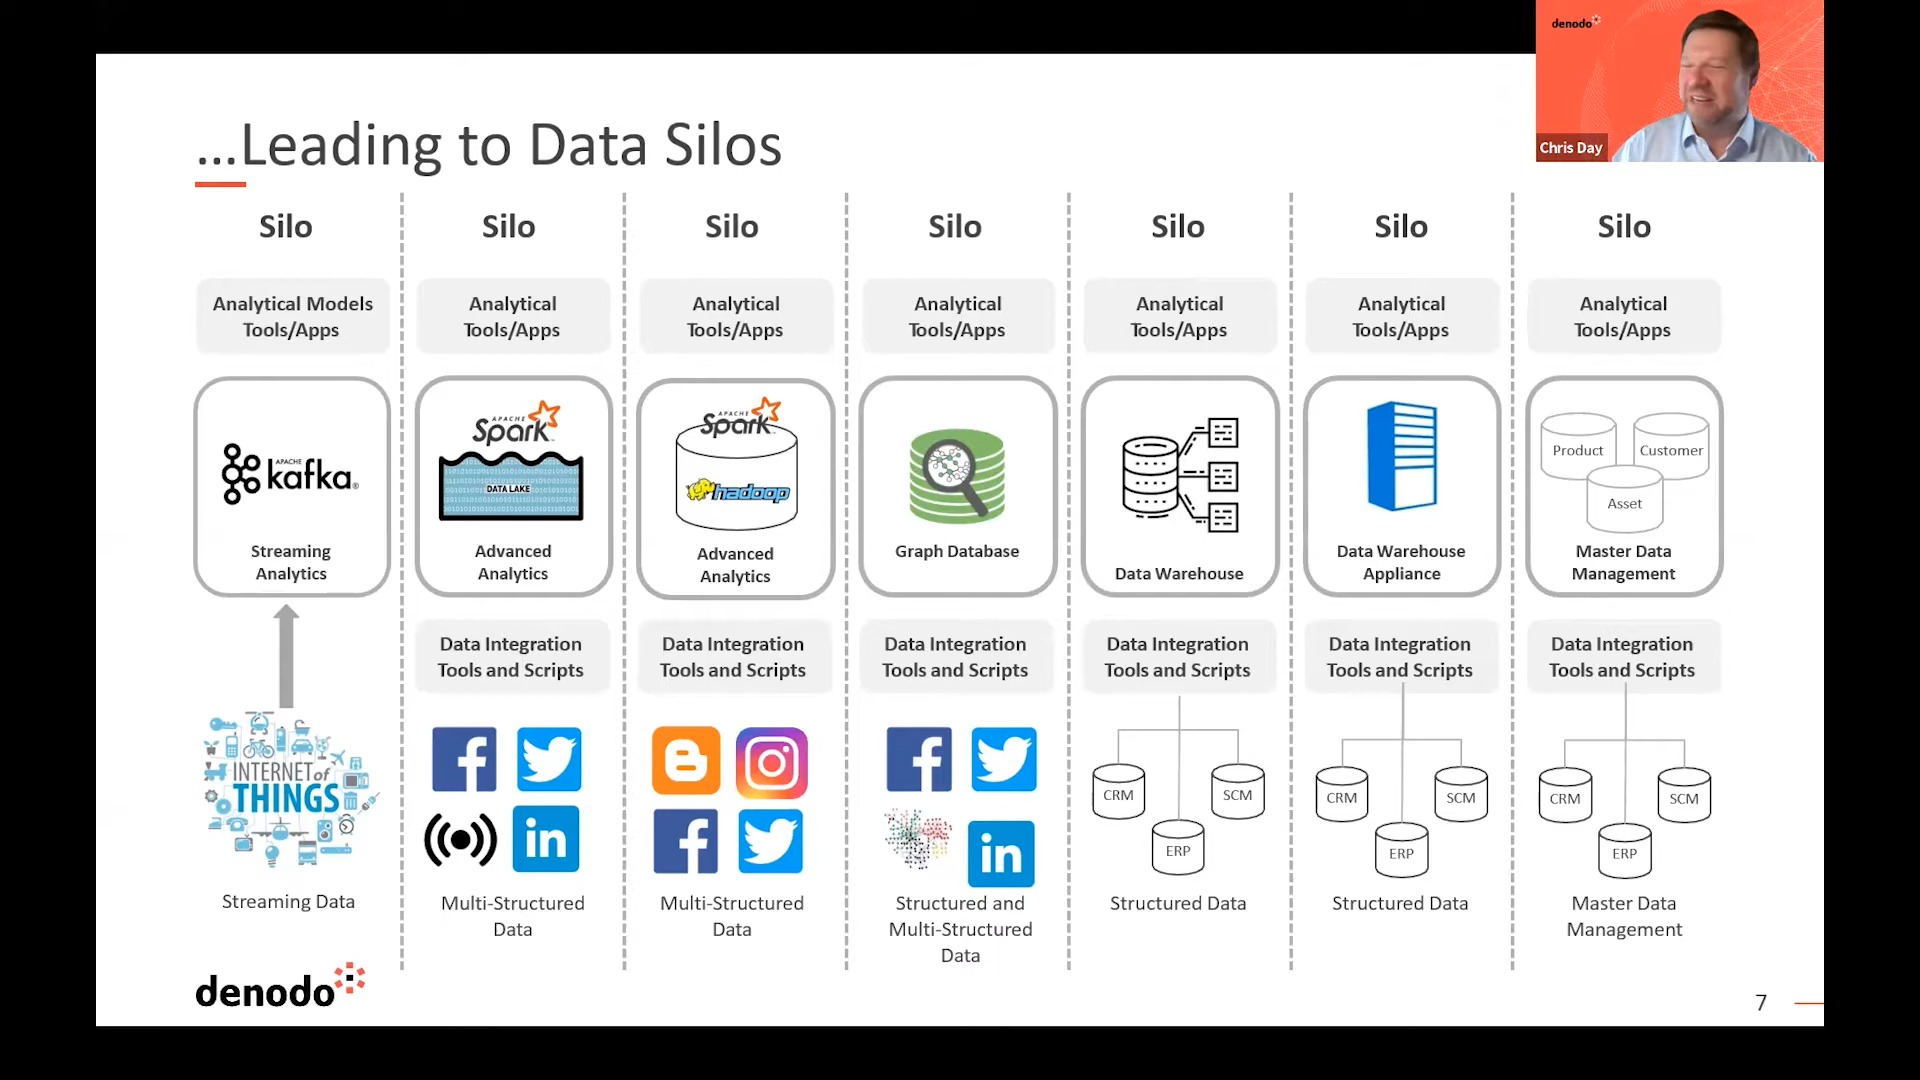 denodo
Chris Day
...Leading to Data Silos
Silo
Silo
Silo
Silo
Silo
Silo
Silo
Analytical Models
Tools/Apps
Analytical
Tools/Apps
Analytical
Tools/Apps
Analytical
Tools/Apps
Analytical
Tools/Apps
Analytical
Tools/Apps
Analytical
Tools/Apps
APACHE
kafka®
Streaming
Analytics
APACHE
Spark™
DATA LAKE
Advanced
Analytics
APACHE
Spark™
hadoop
Advanced
Analytics
Graph Database
Data Warehouse
Data Warehouse
Appliance
Product
Customer
Asset
Master Data
Management
Data Integration
Tools and Scripts
Data Integration
Tools and Scripts
Data Integration
Tools and Scripts
Data Integration
Tools and Scripts
Data Integration
Tools and Scripts
Data Integration
Tools and Scripts
INTERNET of
THINGS
Streaming Data
in
Multi-Structured
Data
Multi-Structured
Data
in
Structured and
Multi-Structured
Data
CRM
SCM
ERP
Structured Data
CRM
SCM
ERP
Structured Data
CRM
SCM
ERP
Master Data
Management
denodo
7